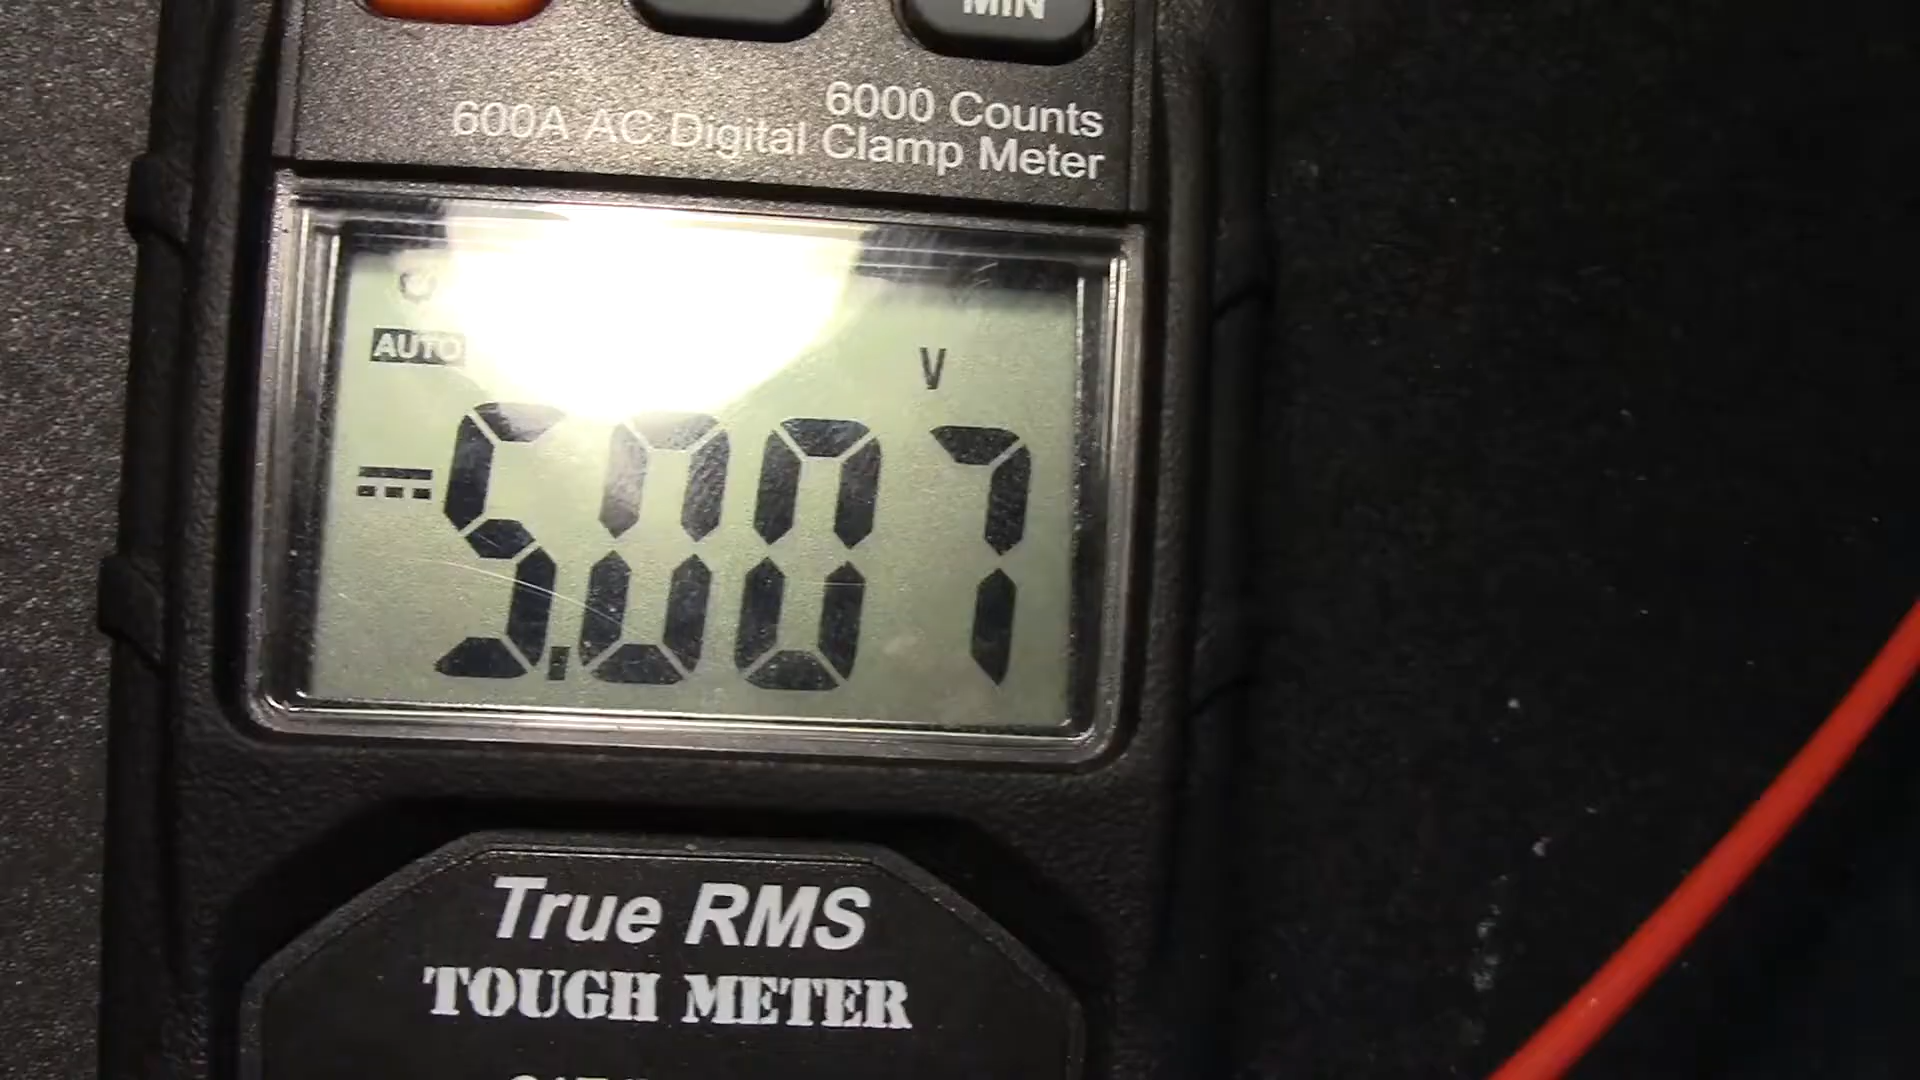 MIN
6000 Counts
600A AC Digital Clamp Meter
AUTO
V
5.007
True RMS
TOUGH METER